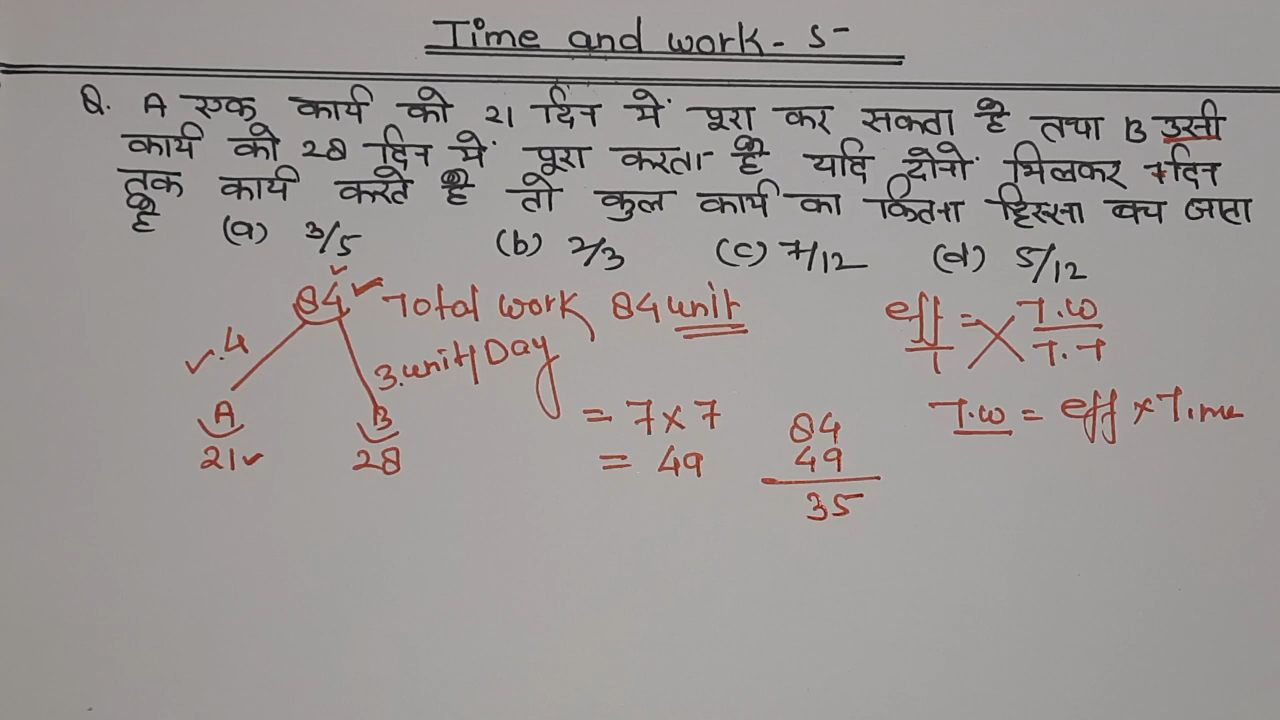 Time and work - 5
Q. A एक कार्य को 21 दिन में पूरा कर सकता है तथा B उसी
कार्य को 28 दिन में पूरा करता है यदि दोनों मिलकर 7 दिन
तक कार्य करते है तो कुल कार्य का कितना हिस्सा बच जाता
है (a) 3/5 (b) 2/3 (c) 7/12 (d) 5/12
84 Total work 84 unit
4
3 unit/Day
A B
21 28
= 7 × 7
= 49
84
49
35
eff/1 = T.W/T.T
T.W = eff × Time